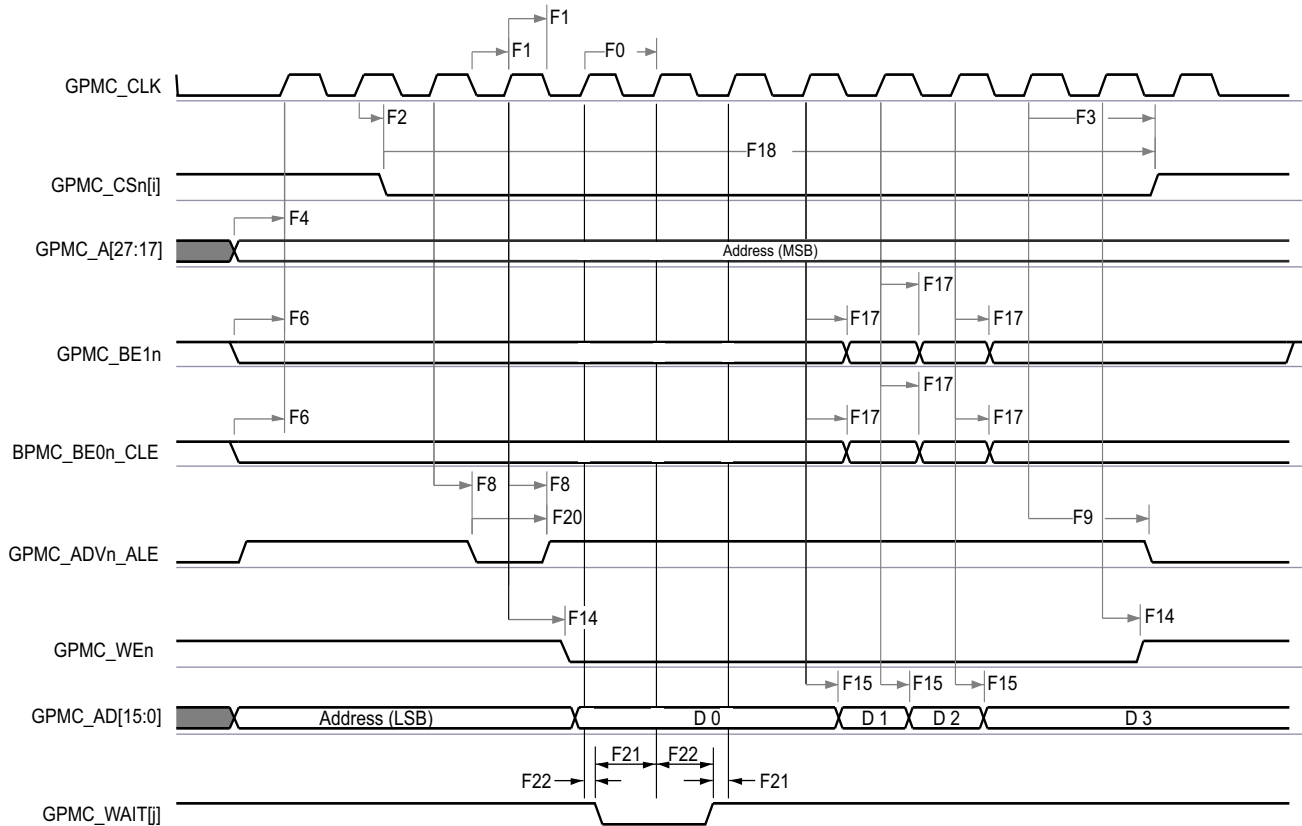 F1
F1 F0
GPMC_CLK
F2 F3
F18
GPMC_CSn[i]
F4
GPMC_A[27:17] Address (MSB)
F17
F6 F17 F17
GPMC_BE1n
F17
F6 F17 F17
BPMC_BE0n_CLE
F8 F8
F20 F9
GPMC_ADVn_ALE
F14 F14
GPMC_WEn
F15 F15 F15
GPMC_AD[15:0] Address (LSB) D 0 D 1 D 2 D 3
F21 F22
F22 F21
GPMC_WAIT[j]